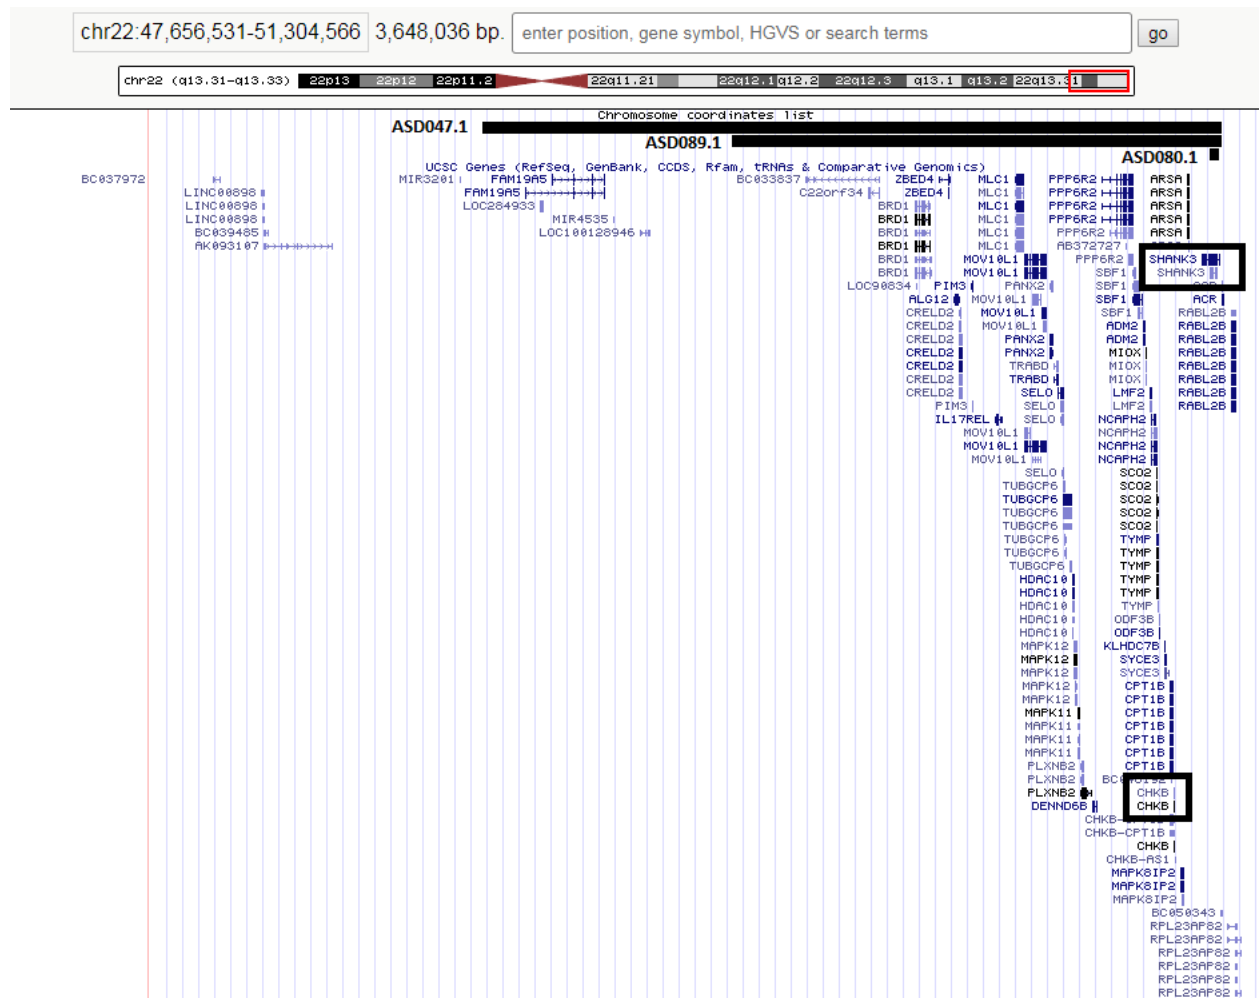 chr22:47,656,531-51,304,566 3,648,036 bp. enter position, gene symbol, HGVS or search terms go
chr22 (q13.31-q13.33) 22p13 22p12 22p11.2 22q11.21 22q12.1 q12.2 22q12.3 q13.1 q13.2 22q13.31
Chromosome coordinates list
ASD047.1
ASD089.1
ASD080.1
UCSC Genes (RefSeq, GenBank, CCDS, Rfam, tRNAs & Comparative Genomics)
BC037972 MIR3201 FAM19A5 BC033837 ZBED4 MLC1 PPP6R2 ARSA
LINC00898 FAM19A5 C22orf34 ZBED4 MLC1 PPP6R2 ARSA
LINC00898 LOC284933 BRD1 MLC1 PPP6R2 ARSA
LINC00898 MIR4535 BRD1 MLC1 PPP6R2 ARSA
BC039485 LOC100128946 BRD1 MLC1 PPP6R2 ARSA
AK093107 BRD1 MLC1 AB372727
BRD1 MOV10L1 PPP6R2 SHANK3
BRD1 MOV10L1 SBF1 SHANK3
LOC90834 PIM3 PANX2 SBF1 ACR
ALG12 MOV10L1 SBF1 ACR
CRELD2 MOV10L1 SBF1 RABL2B
CRELD2 MOV10L1 ADM2 RABL2B
CRELD2 PANX2 ADM2 RABL2B
CRELD2 PANX2 MIOX RABL2B
CRELD2 TRABD MIOX RABL2B
CRELD2 TRABD MIOX RABL2B
CRELD2 SELO LMF2 RABL2B
PIM3 SELO LMF2 RABL2B
IL17REL SELO NCAPH2
MOV10L1 NCAPH2
MOV10L1 NCAPH2
MOV10L1 NCAPH2
SELO SCO2
TUBGCP6 SCO2
TUBGCP6 SCO2
TUBGCP6 SCO2
TUBGCP6 SCO2
TUBGCP6 TYMP
TUBGCP6 TYMP
TUBGCP6 TYMP
HDAC10 TYMP
HDAC10 TYMP
HDAC10 TYMP
HDAC10 ODF3B
HDAC10 ODF3B
MAPK12 KLHDC7B
MAPK12 SYCE3
MAPK12 SYCE3
MAPK12 CPT1B
MAPK12 CPT1B
MAPK11 CPT1B
MAPK11 CPT1B
MAPK11 CPT1B
MAPK11 CPT1B
PLXNB2 CPT1B
PLXNB2
PLXNB2 CHKB
DENND6B CHKB
CHKB-CPT1B
CHKB
CHKB-AS1
MAPK8IP2
MAPK8IP2
MAPK8IP2
BC050343
RPL23AP82
RPL23AP82
RPL23AP82
RPL23AP82
RPL23AP82